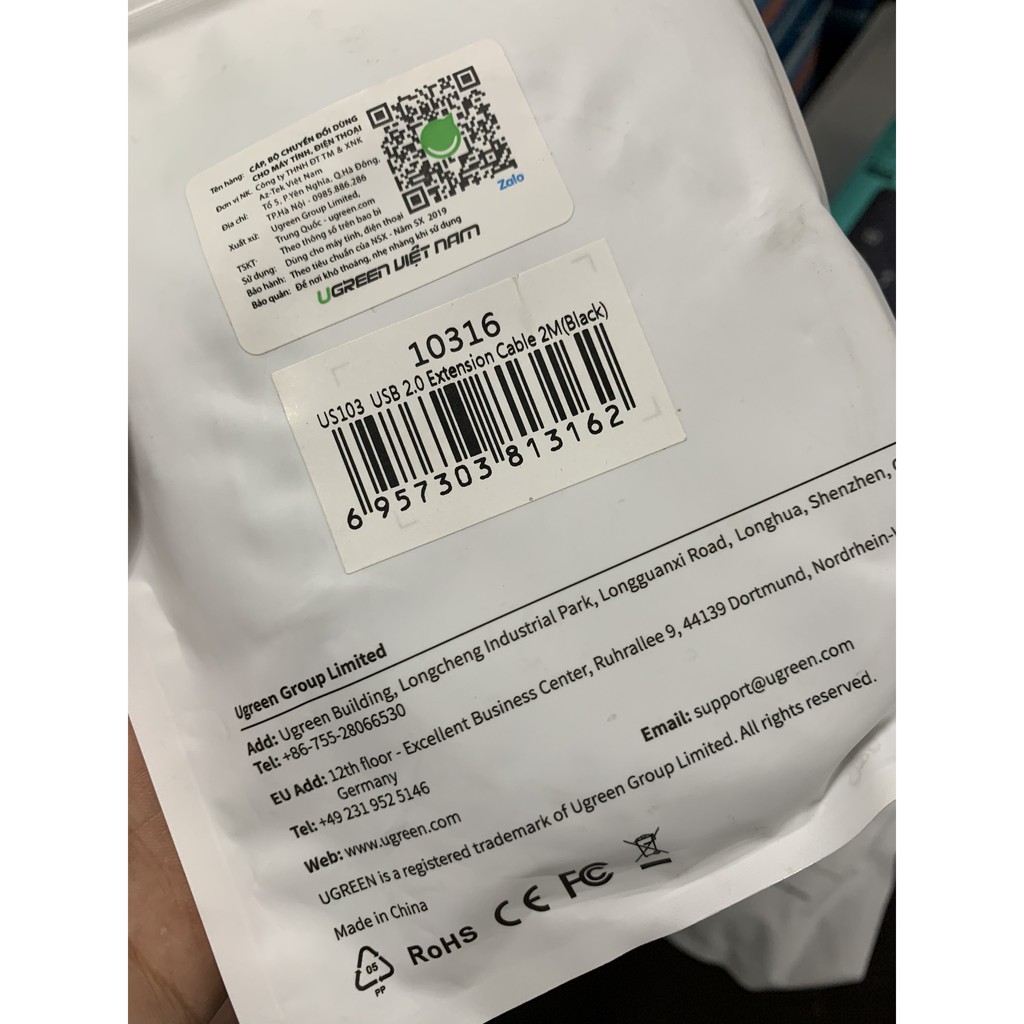 Tên hàng: CÁP, BỘ CHUYỂN ĐỔI DÙNG
CHO MÁY TÍNH, ĐIỆN THOẠI
Đơn vị NK. Công ty TNHH ĐT TM & XNK
Az-Tek Việt Nam
Địa chỉ: Tổ 5, P.Yên Nghĩa, Q.Hà Đông,
TP.Hà Nội - 0985.886.286
Xuất xứ: Ugreen Group Limited,
Trung Quốc - ugreen.com
TSKT: Theo thông số trên bao bì
Sử dụng: Dùng cho máy tính, điện thoại
Bảo hành: Theo tiêu chuẩn của NSX - Năm SX 2019
Bảo quản: Để nơi khô thoáng, nhẹ nhàng khi sử dụng
UGREEN VIỆT NAM
Zalo
10316
US103 USB 2.0 Extension Cable 2M(Black)
6 957303 813162
Ugreen Group Limited
Add: Ugreen Building, Longcheng Industrial Park, Longguanxi Road, Longhua, Shenzhen,
Tel: +86-755-28066530
EU Add: 12th floor - Excellent Business Center, Ruhrallee 9, 44139 Dortmund, Nordrhein-
Germany
Tel: +49 231 952 5146
Email: support@ugreen.com
Web: www.ugreen.com
UGREEN is a registered trademark of Ugreen Group Limited. All rights reserved.
Made in China
05
PP
RoHS CE FC